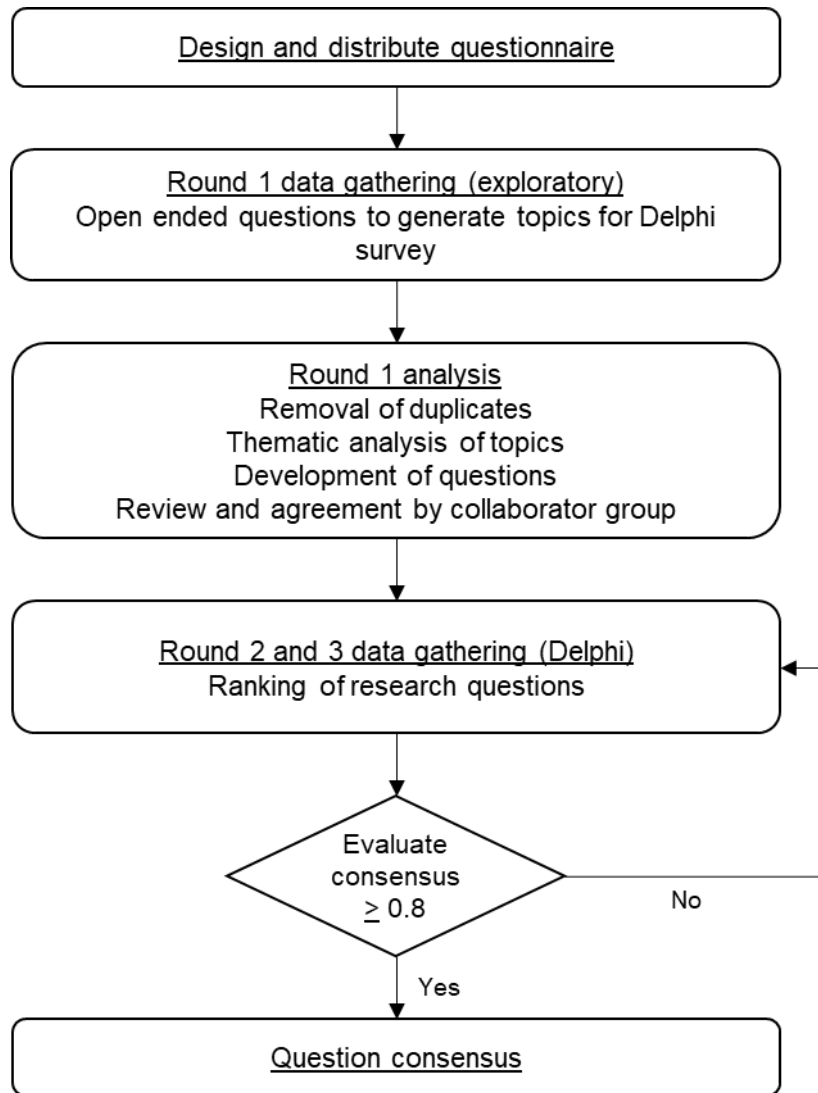 Design and distribute questionnaire
Round 1 data gathering (exploratory)
Open ended questions to generate topics for Delphi
survey
Round 1 analysis
Removal of duplicates
Thematic analysis of topics
Development of questions
Review and agreement by collaborator group
Round 2 and 3 data gathering (Delphi)
Ranking of research questions
Evaluate
consensus
≥ 0.8
No
Yes
Question consensus